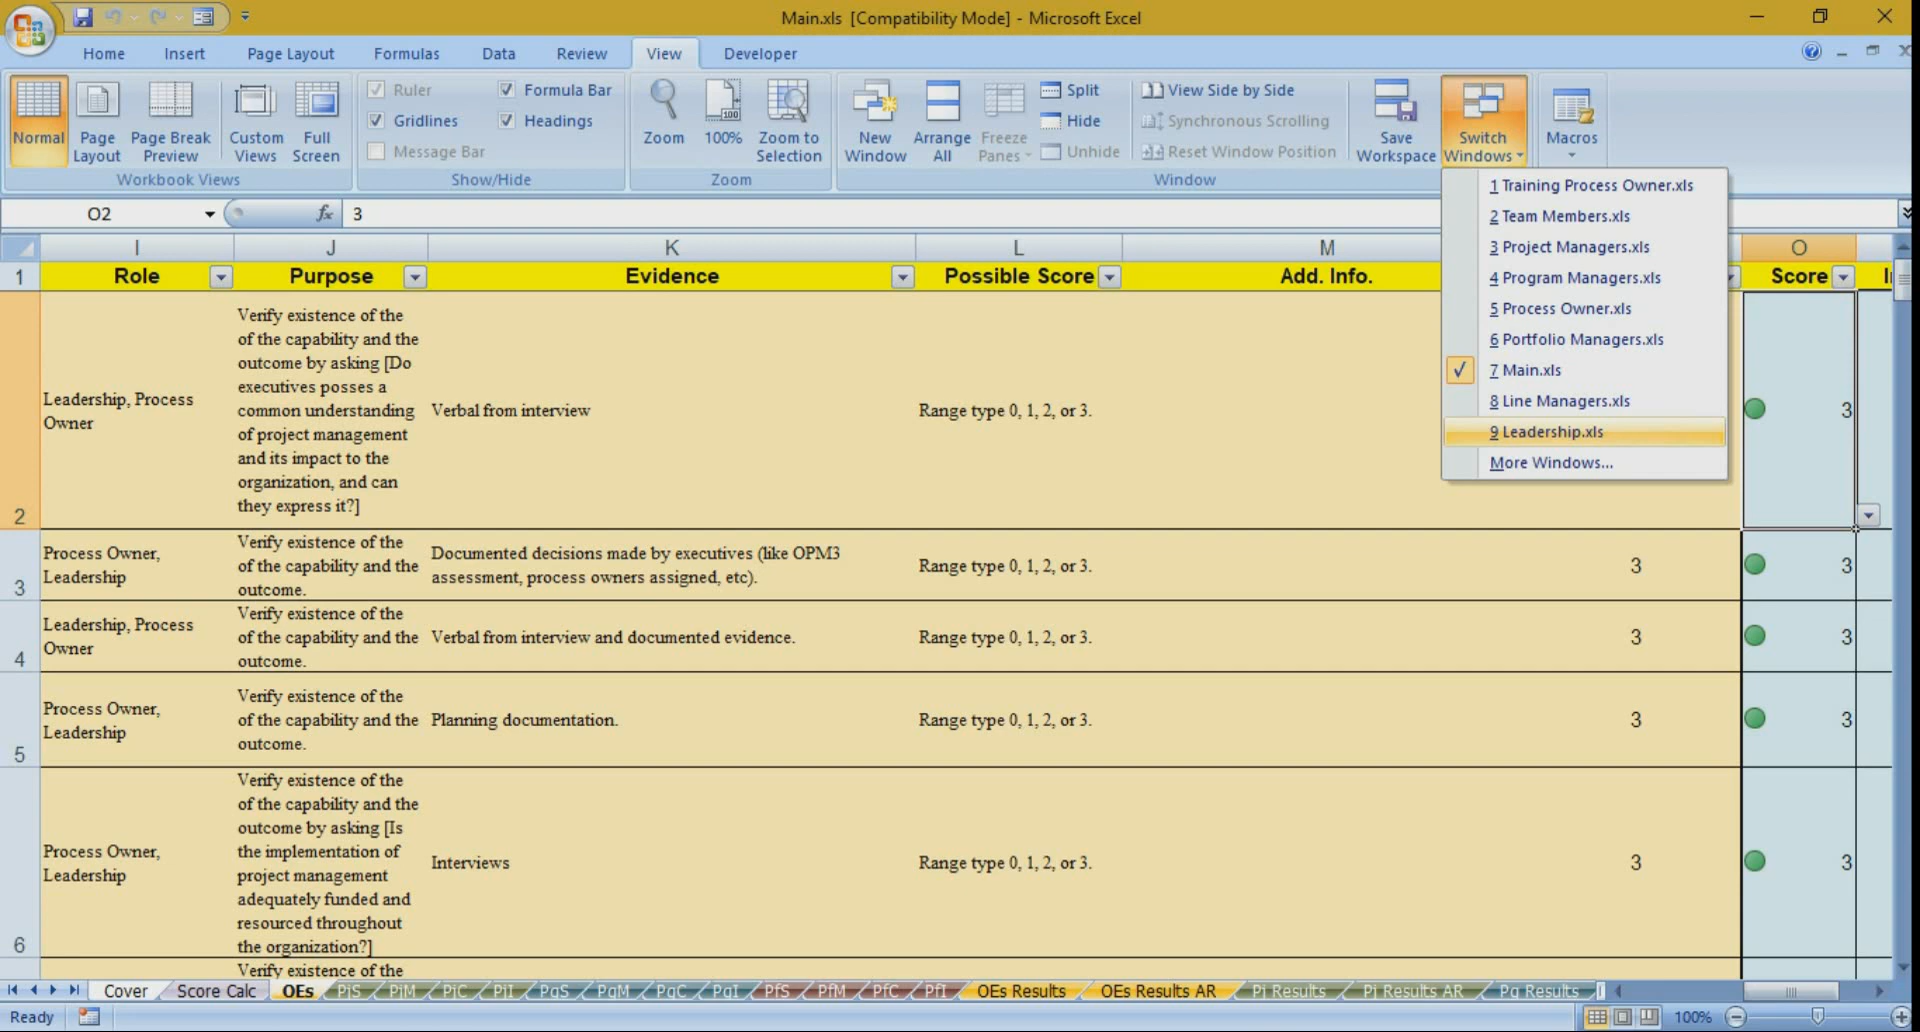 Main.xls [Compatibility Mode] - Microsoft Excel
Home Insert Page Layout Formulas Data Review View Developer
Normal
Page Layout
Page Break Preview
Custom Views
Full Screen
Workbook Views
Ruler
Formula Bar
Gridlines
Headings
Message Bar
Show/Hide
Zoom
100%
Zoom to Selection
Zoom
New Window
Arrange All
Freeze Panes
Split
Hide
Unhide
View Side by Side
Synchronous Scrolling
Reset Window Position
Save Workspace
Switch Windows
Window
Macros
1 Training Process Owner.xls
2 Team Members.xls
3 Project Managers.xls
4 Program Managers.xls
5 Process Owner.xls
6 Portfolio Managers.xls
7 Main.xls
8 Line Managers.xls
9 Leadership.xls
More Windows...
O2 fx 3
I J K L M O
1 Role Purpose Evidence Possible Score Add. Info. Score
2
Leadership, Process
Owner
Verify existence of the
of the capability and the
outcome by asking [Do
executives posses a
common understanding
of project management
and its impact to the
organization, and can
they express it?]
Verbal from interview
Range type 0, 1, 2, or 3.
3
3
Process Owner,
Leadership
Verify existence of the
of the capability and the
outcome.
Documented decisions made by executives (like OPM3
assessment, process owners assigned, etc).
Range type 0, 1, 2, or 3.
3
3
4
Leadership, Process
Owner
Verify existence of the
of the capability and the
outcome.
Verbal from interview and documented evidence.
Range type 0, 1, 2, or 3.
3
3
5
Process Owner,
Leadership
Verify existence of the
of the capability and the
outcome.
Planning documentation.
Range type 0, 1, 2, or 3.
3
3
6
Process Owner,
Leadership
Verify existence of the
of the capability and the
outcome by asking [Is
the implementation of
project management
adequately funded and
resourced throughout
the organization?]
Interviews
Range type 0, 1, 2, or 3.
3
3
Verify existence of the
Cover Score Calc OEs PjS PjM PjC PjI PgS PgM PgC PgI PfS PfM PfC PfI OEs Results OEs Results AR Pj Results Pj Results AR Pg Results
Ready 100%